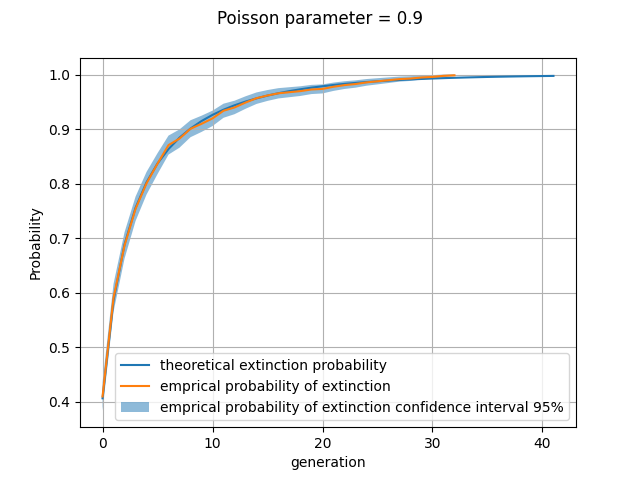 Poisson parameter = 0.9
1.0
0.9
0.8
0.7
0.6
0.5
0.4
Probability
theoretical extinction probability
emprical probability of extinction
emprical probability of extinction confidence interval 95%
0 10 20 30 40
generation